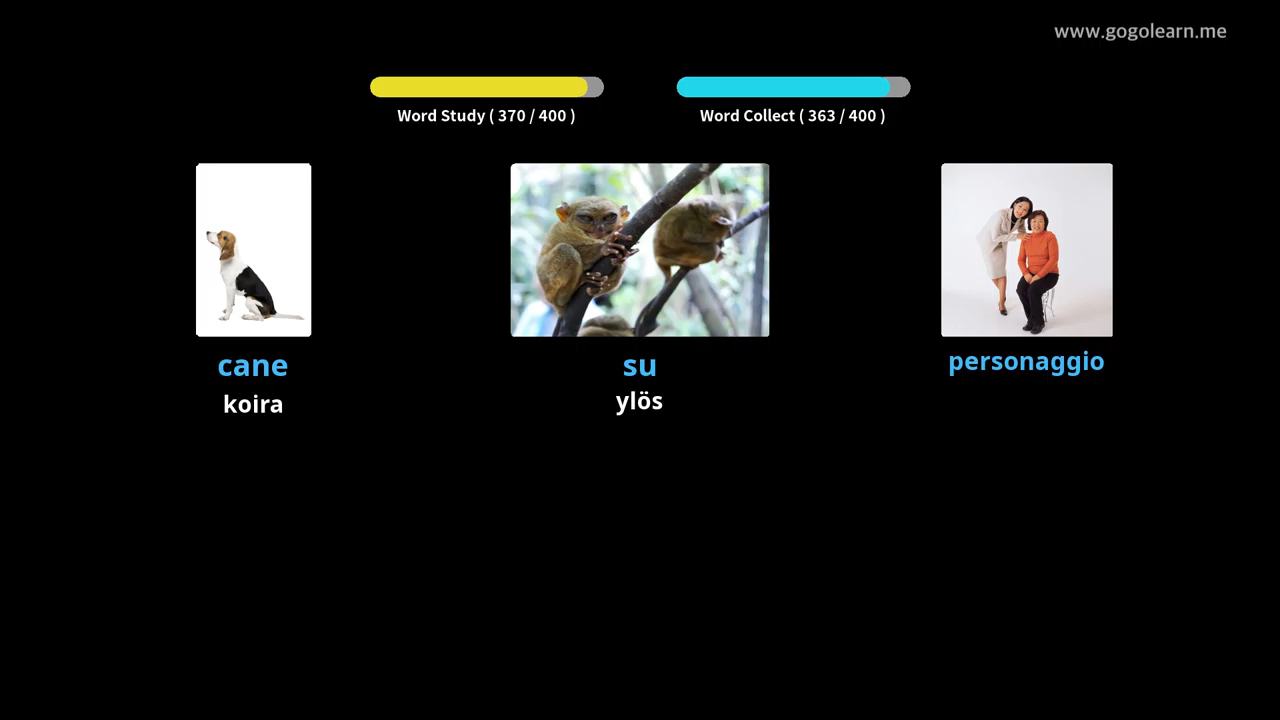 www.gogolearn.me
Word Study ( 370 / 400 )
Word Collect ( 363 / 400 )
cane
koira
su
ylös
personaggio